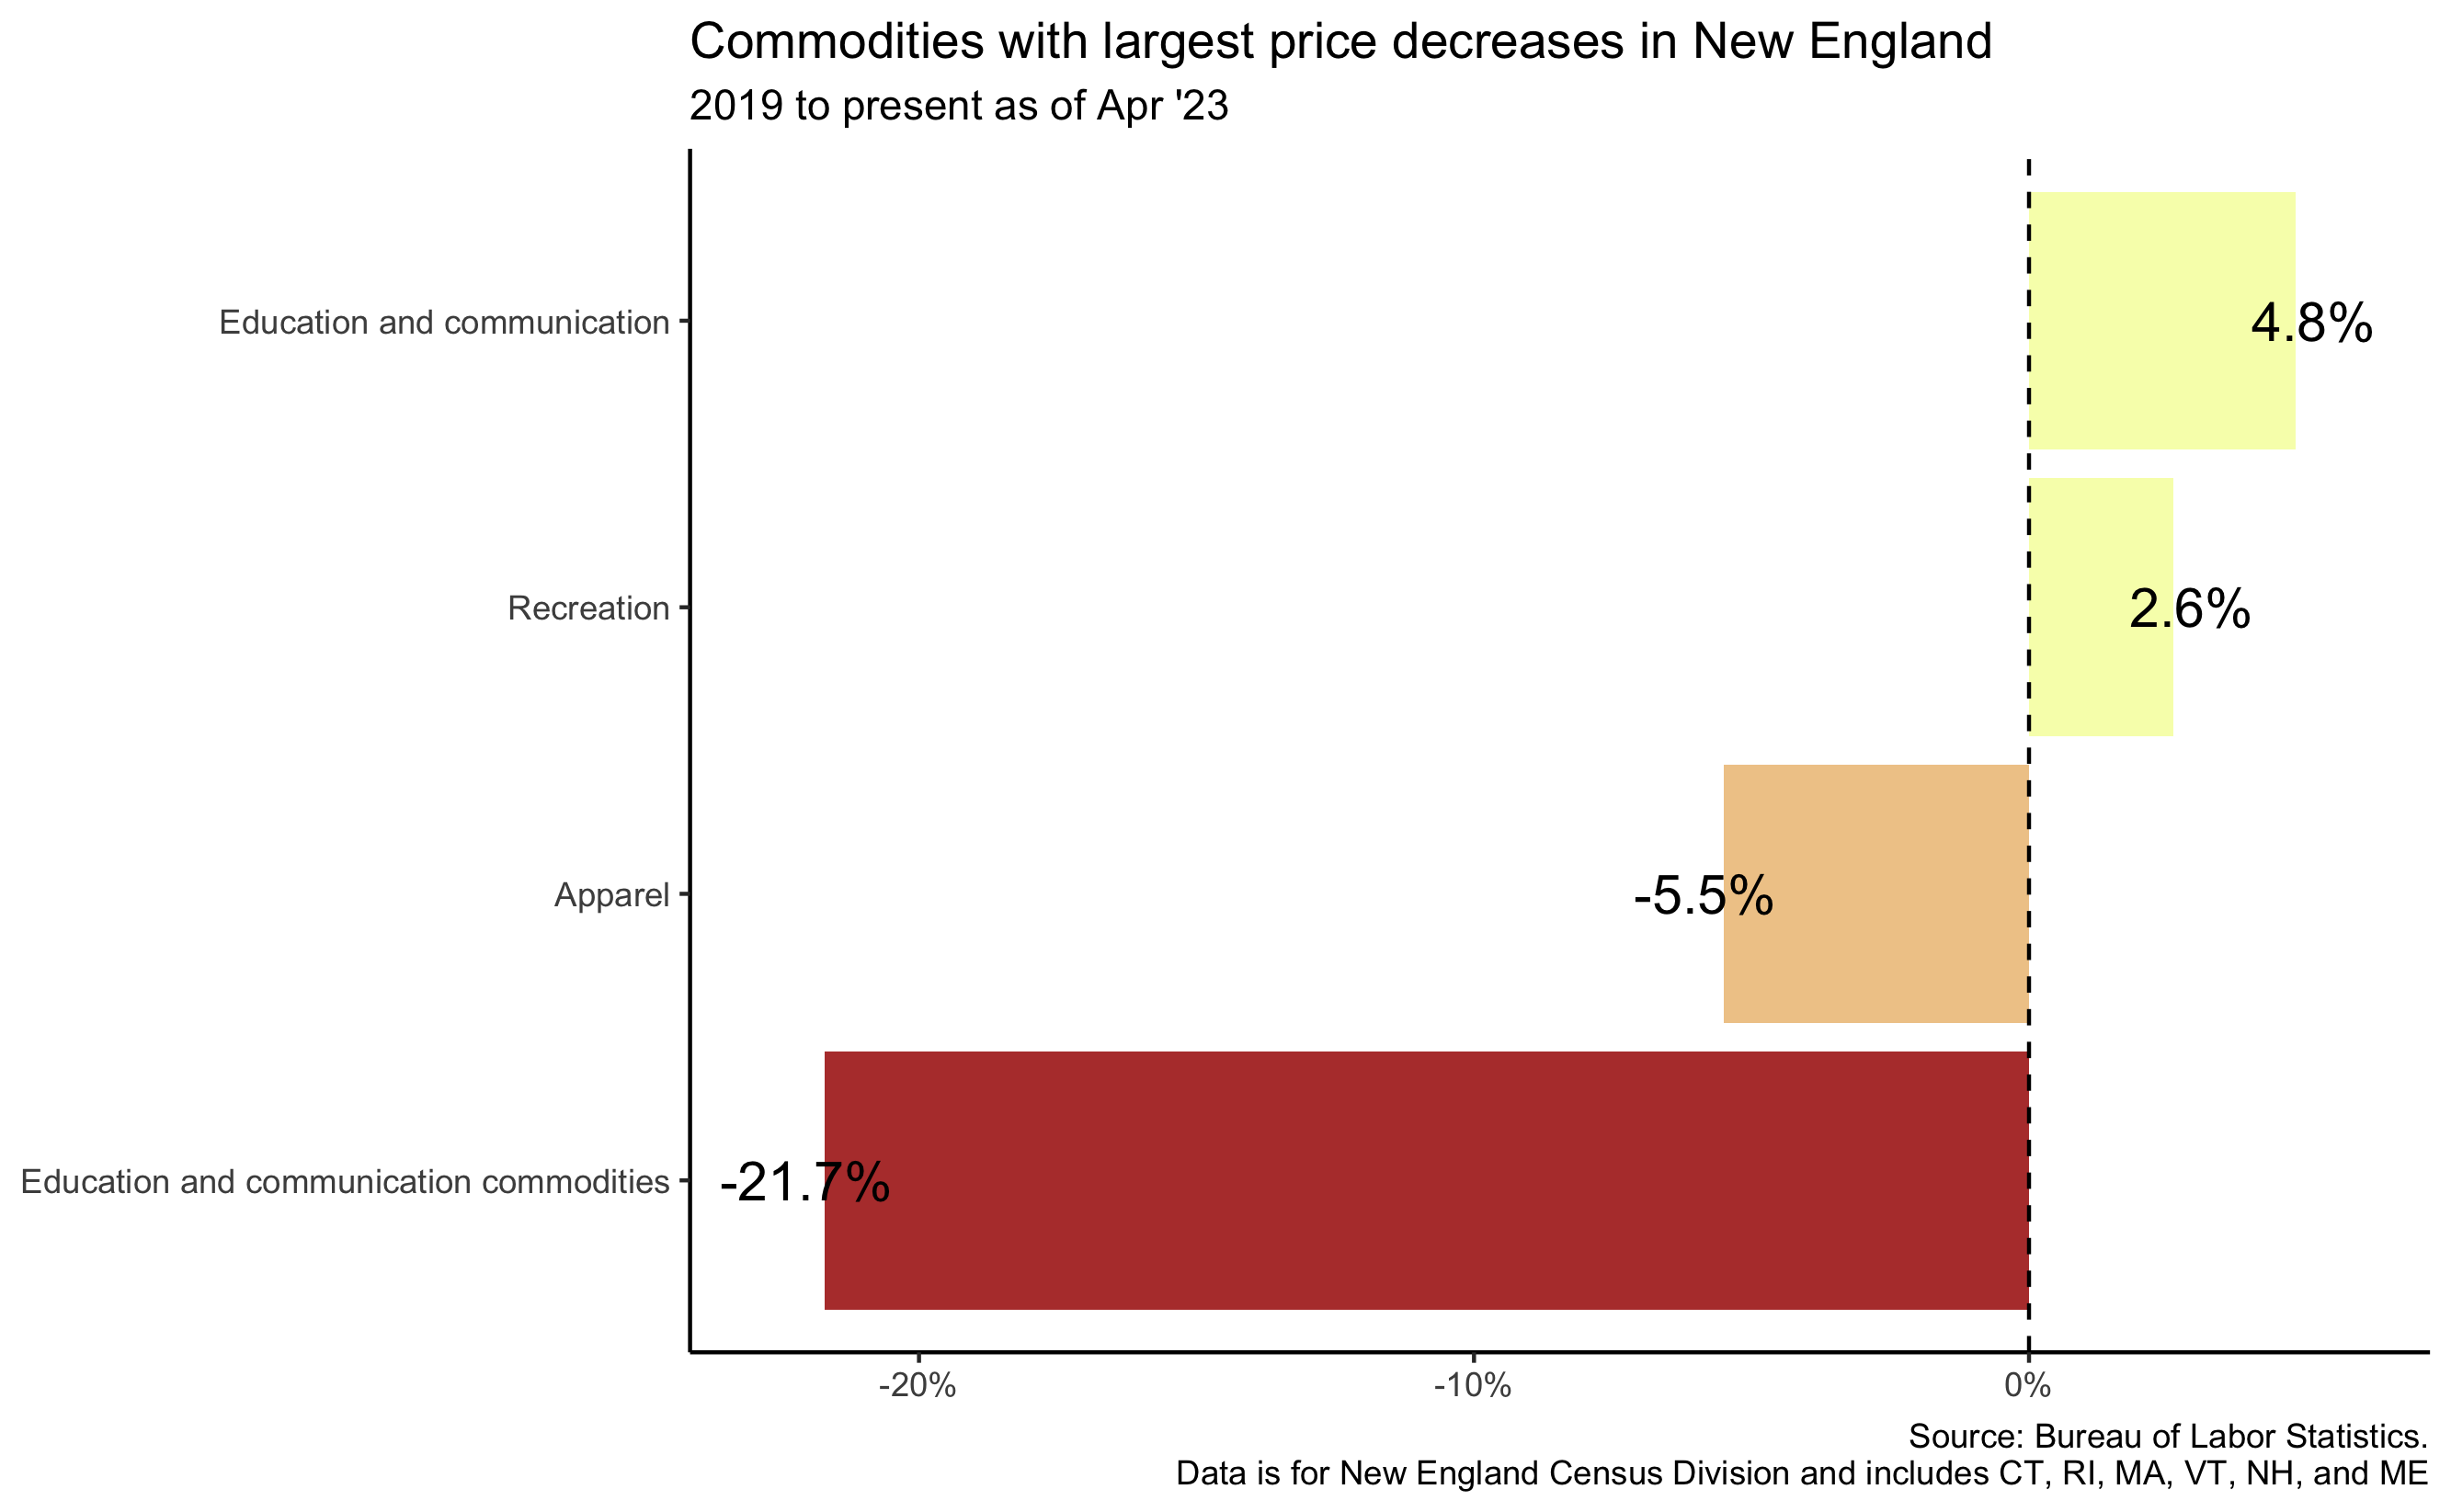 Commodities with largest price decreases in New England
2019 to present as of Apr '23
Education and communication
4.8%
Recreation
2.6%
Apparel
-5.5%
Education and communication commodities
-21.7%
-20%
-10%
0%
Source: Bureau of Labor Statistics.
Data is for New England Census Division and includes CT, RI, MA, VT, NH, and ME